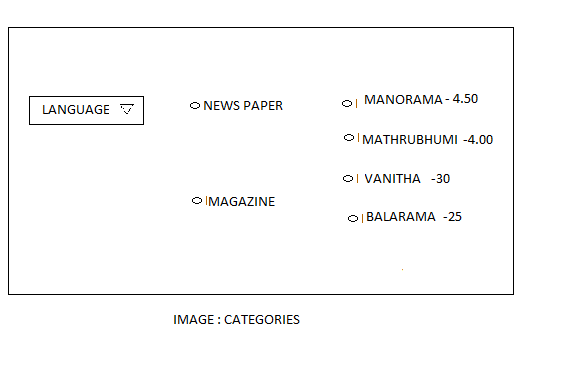 LANGUAGE
NEWS PAPER
MANORAMA - 4.50
MATHRUBHUMI -4.00
VANITHA -30
MAGAZINE
BALARAMA -25
IMAGE : CATEGORIES